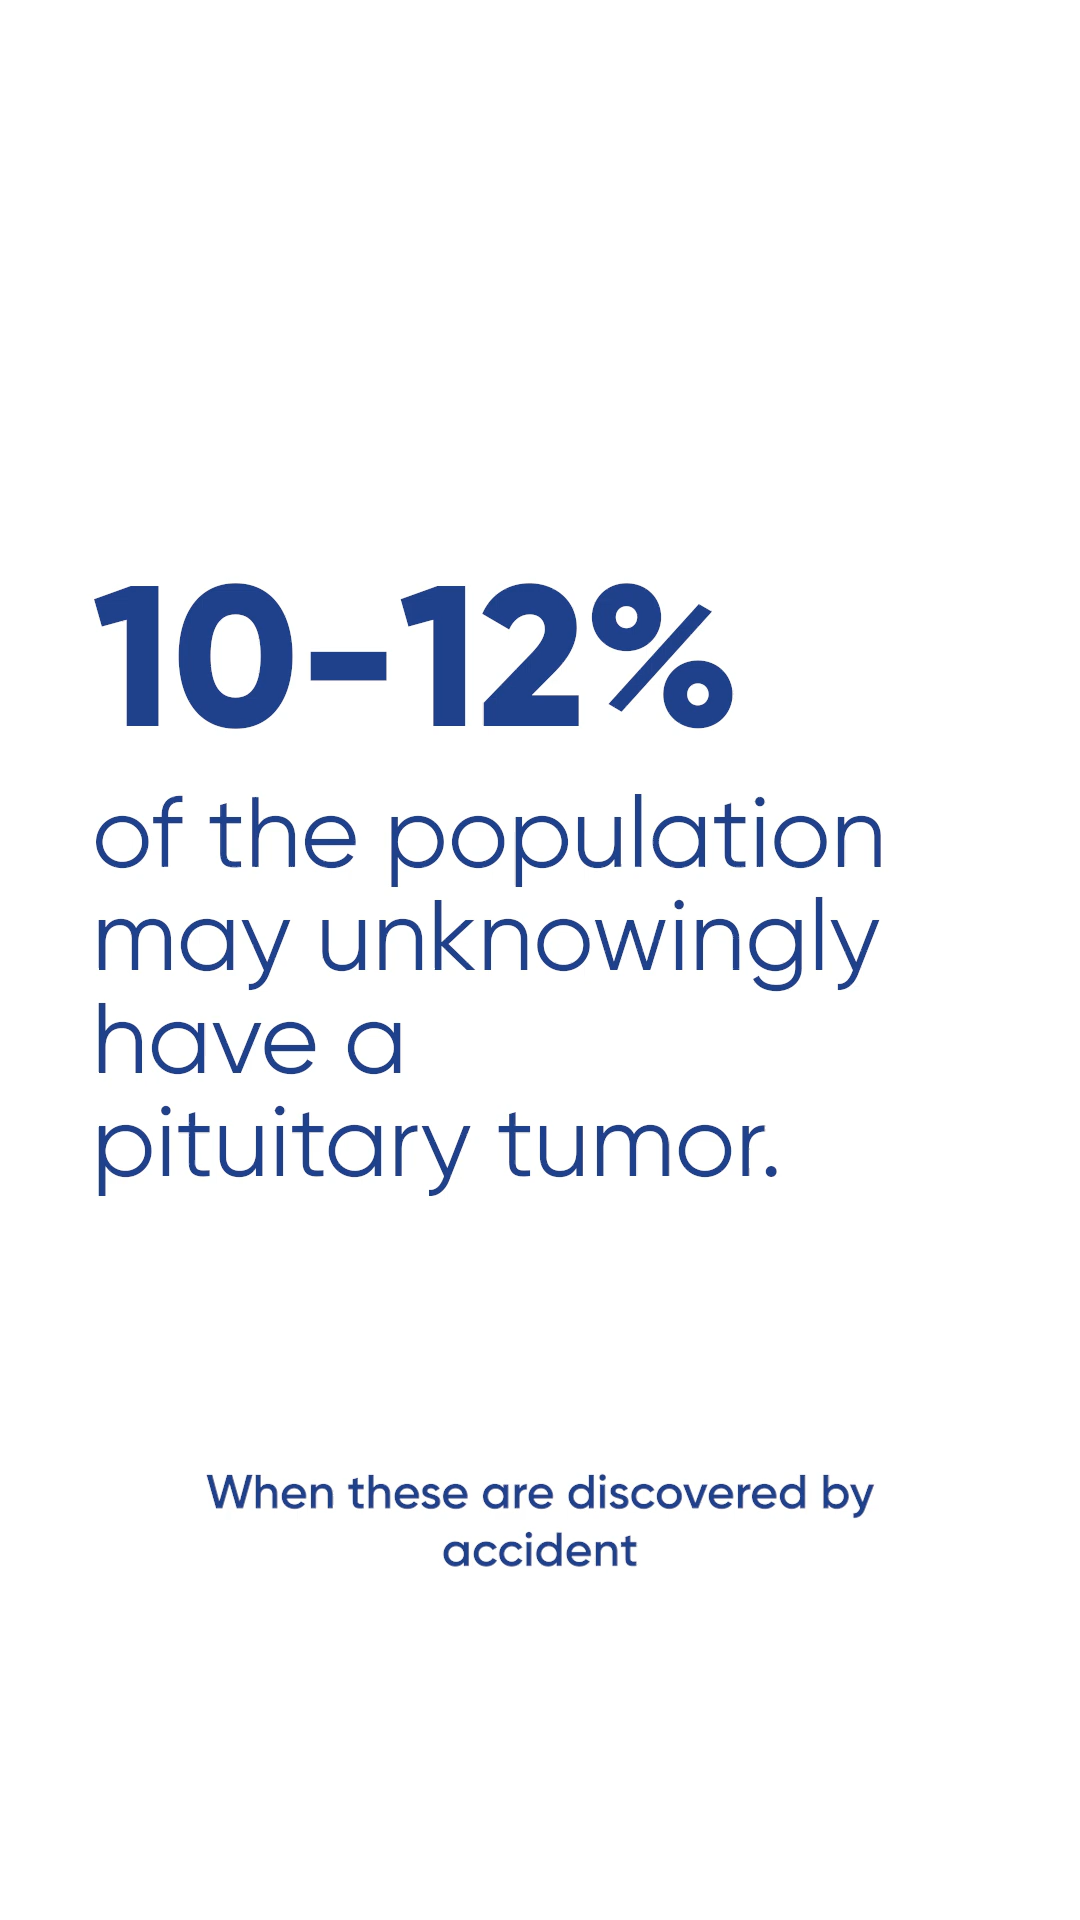 10-12%
of the population
may unknowingly
have a
pituitary tumor.
When these are discovered by
accident